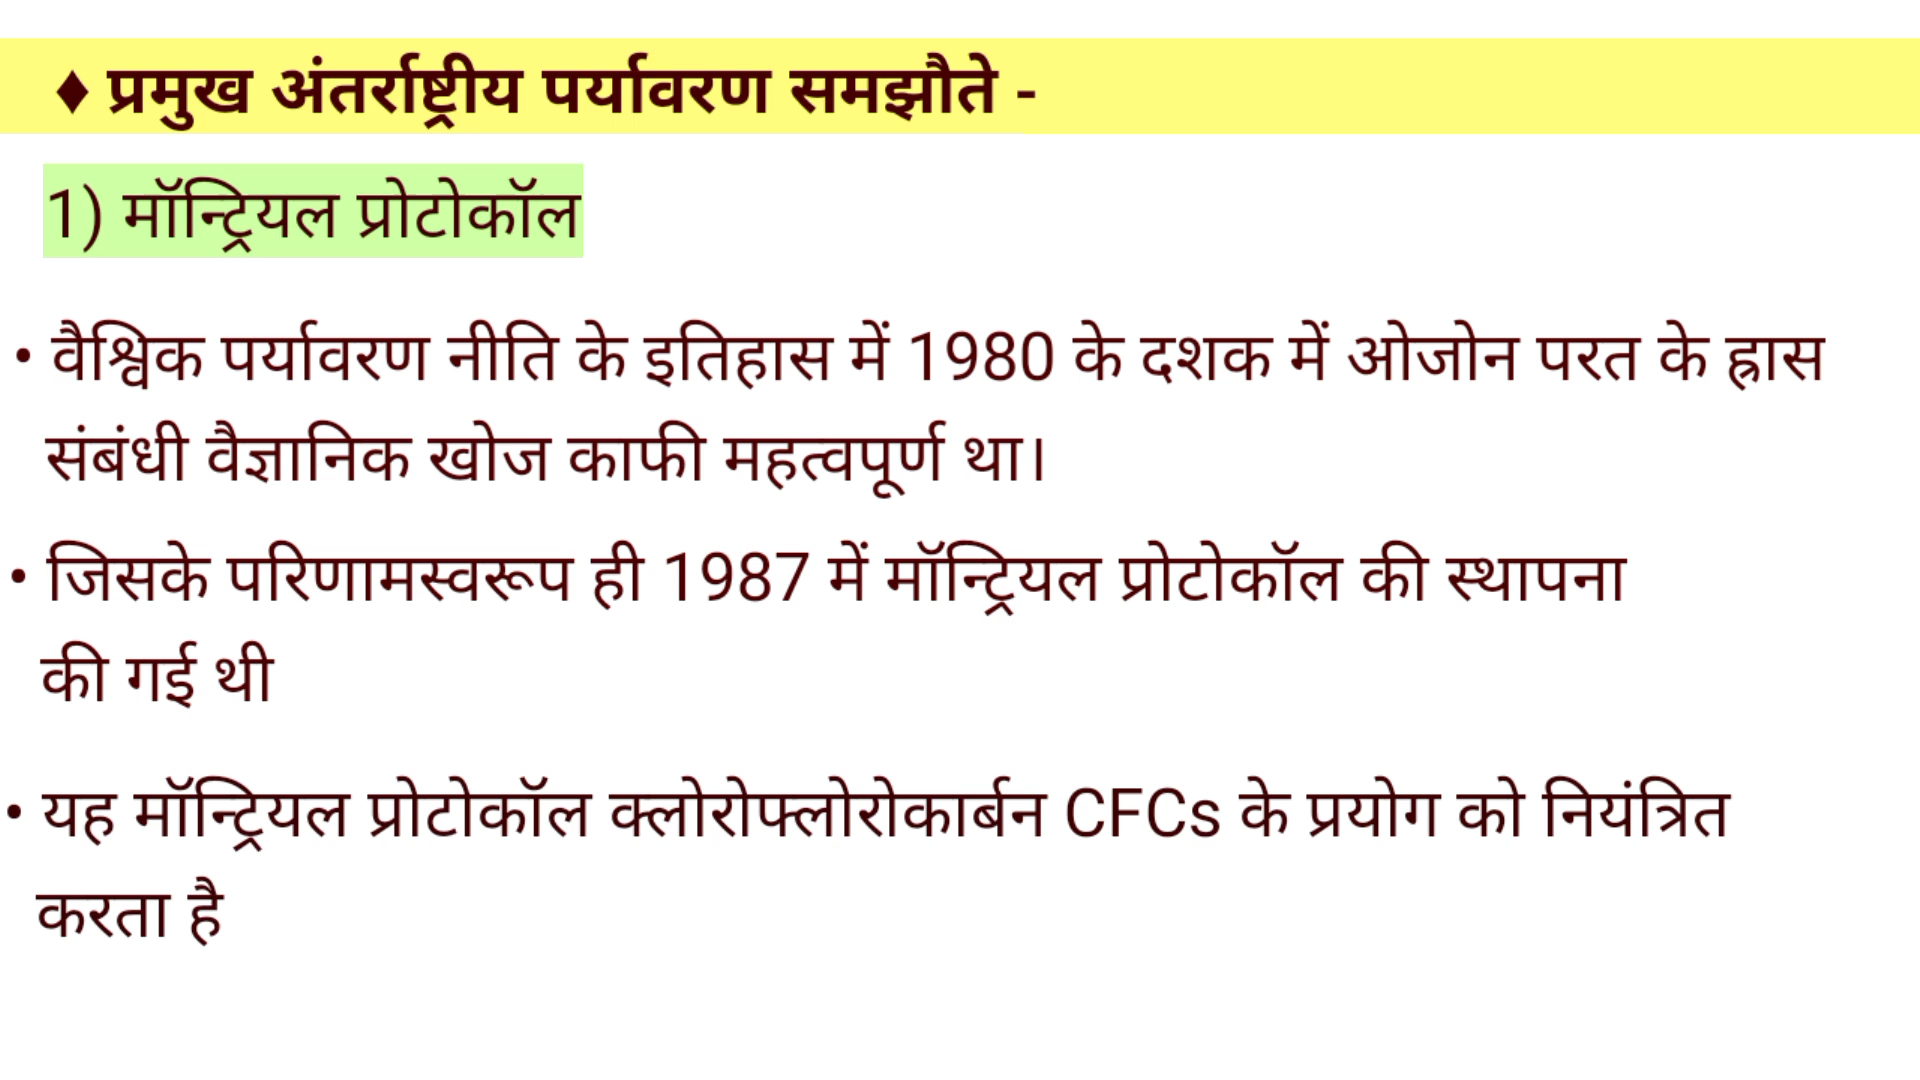 ♦ प्रमुख अंतर्राष्ट्रीय पर्यावरण समझौते -
1) मॉन्ट्रियल प्रोटोकॉल
• वैश्विक पर्यावरण नीति के इतिहास में 1980 के दशक में ओजोन परत के ह्रास
संबंधी वैज्ञानिक खोज काफी महत्वपूर्ण था।
• जिसके परिणामस्वरूप ही 1987 में मॉन्ट्रियल प्रोटोकॉल की स्थापना
की गई थी
• यह मॉन्ट्रियल प्रोटोकॉल क्लोरोफ्लोरोकार्बन CFCs के प्रयोग को नियंत्रित
करता है